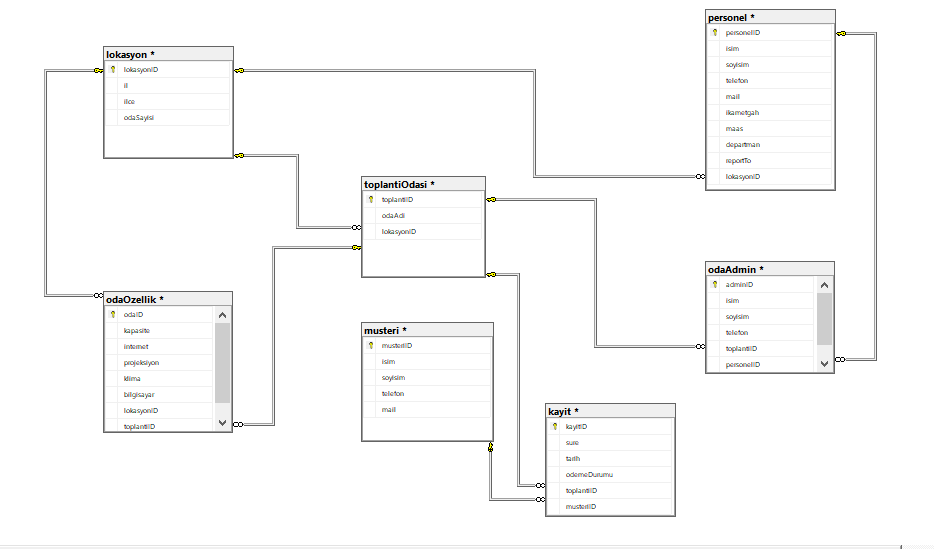 lokasyon *
lokasyonID
il
ilce
odaSayisi
personel *
personelID
isim
soyisim
telefon
mail
ikametgah
maas
departman
reportTo
lokasyonID
toplantiOdasi *
toplantiID
odaAdi
lokasyonID
odaOzellik *
odaID
kapasite
internet
projeksiyon
klima
bilgisayar
lokasyonID
toplantiID
musteri *
musteriID
isim
soyisim
telefon
mail
odaAdmin *
adminID
isim
soyisim
telefon
toplantiID
personelID
kayit *
kayitID
sure
tarih
odemeDurumu
toplantiID
musteriID